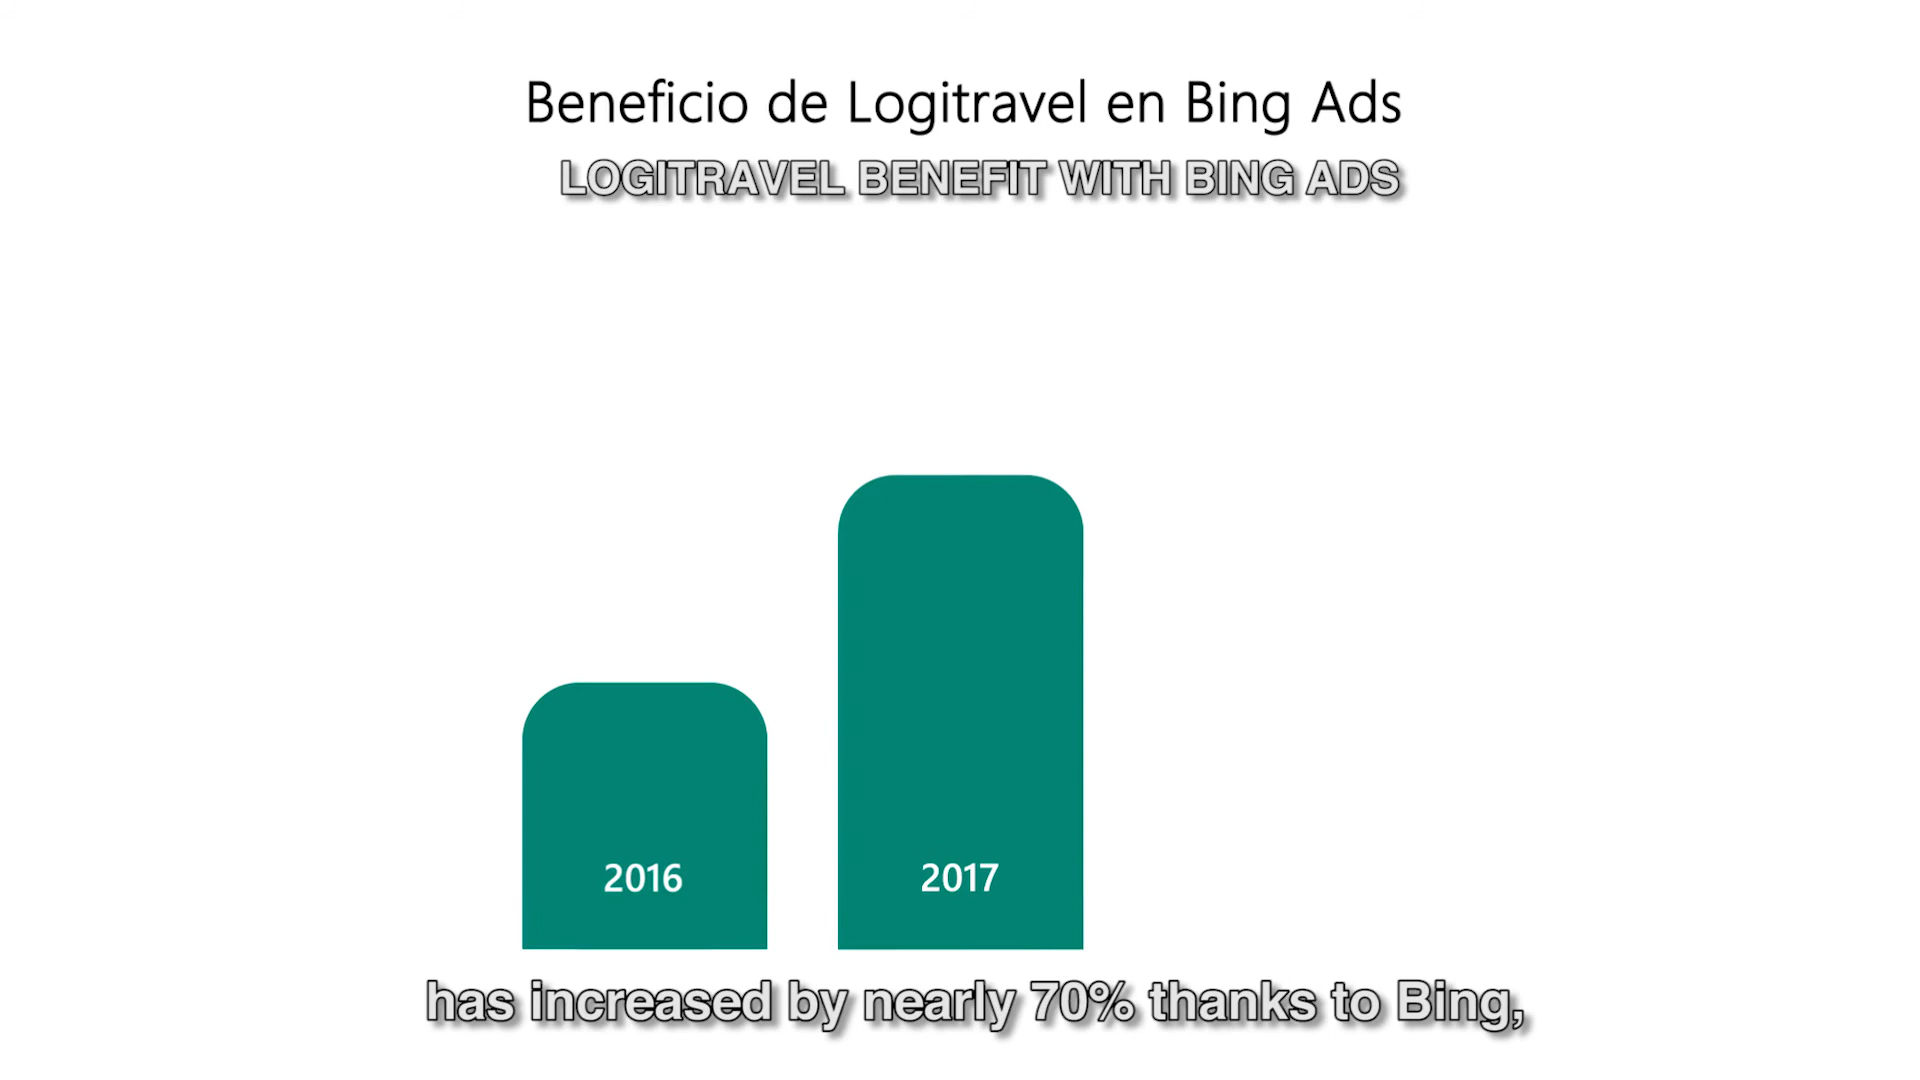 Beneficio de Logitravel en Bing Ads
LOGITRAVEL BENEFIT WITH BING ADS
2016
2017
has increased by nearly 70% thanks to Bing,